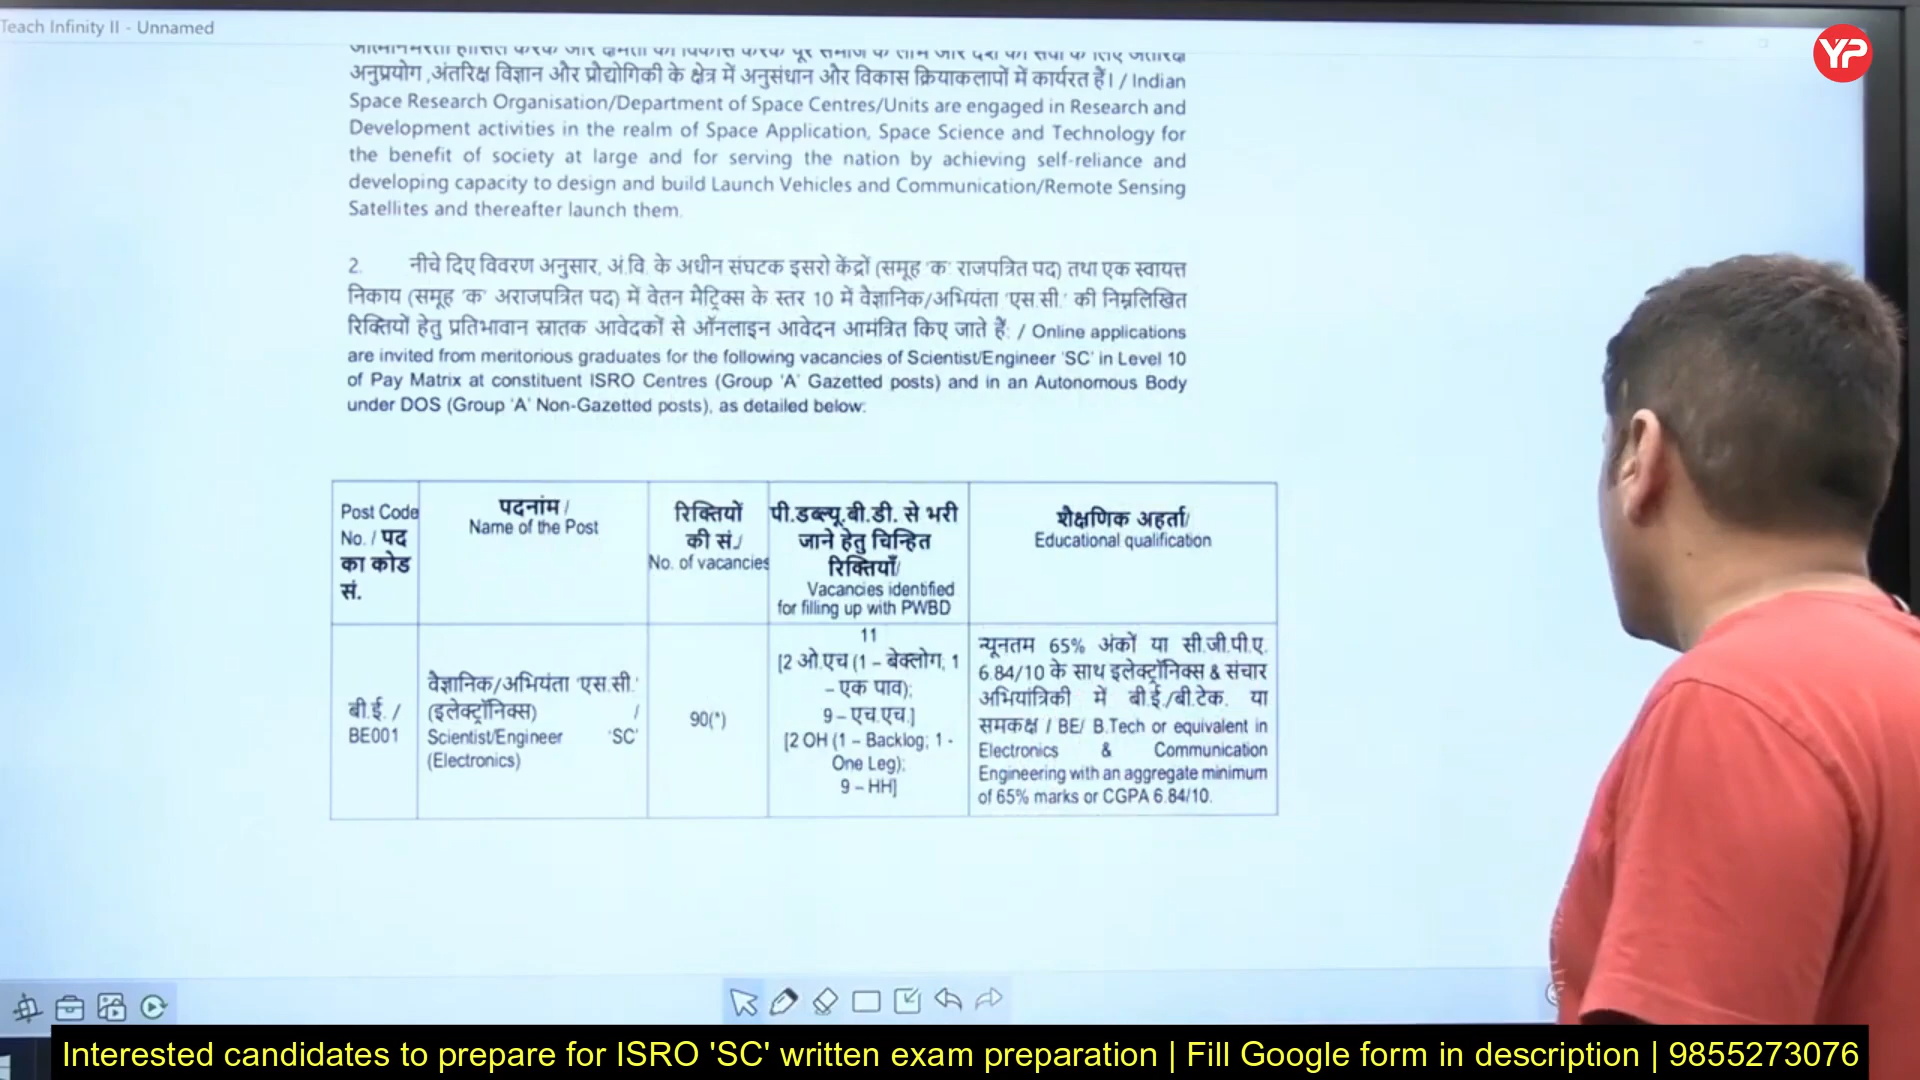 Teach Infinity II - Unnamed
YP
अनुप्रयोग ,अंतरिक्ष विज्ञान और प्रौद्योगिकी के क्षेत्र में अनुसंधान और विकास क्रियाकलापों में कार्यरत हैं। / Indian
Space Research Organisation/Department of Space Centres/Units are engaged in Research and
Development activities in the realm of Space Application, Space Science and Technology for
the benefit of society at large and for serving the nation by achieving self-reliance and
developing capacity to design and build Launch Vehicles and Communication/Remote Sensing
Satellites and thereafter launch them.
2. नीचे दिए विवरण अनुसार, अं.वि. के अधीन संघटक इसरो केंद्रों (समूह 'क' राजपत्रित पद) तथा एक स्वायत्त
निकाय (समूह 'क' अराजपत्रित पद) में वेतन मैट्रिक्स के स्तर 10 में वैज्ञानिक/अभियंता 'एस.सी.' की निम्नलिखित
रिक्तियों हेतु प्रतिभावान स्नातक आवेदकों से ऑनलाइन आवेदन आमंत्रित किए जाते हैं: / Online applications
are invited from meritorious graduates for the following vacancies of Scientist/Engineer 'SC' in Level 10
of Pay Matrix at constituent ISRO Centres (Group 'A' Gazetted posts) and in an Autonomous Body
under DOS (Group 'A' Non-Gazetted posts), as detailed below:
Post Code
No. / पद
का कोड
सं.
पदनांम /
Name of the Post
रिक्तियों
की सं./
No. of vacancies
पी.डब्ल्यू.बी.डी. से भरी
जाने हेतु चिन्हित
रिक्तियाँ/
Vacancies identified
for filling up with PWBD
शैक्षणिक अहर्ता/
Educational qualification
बी.ई. /
BE001
वैज्ञानिक/अभियंता 'एस.सी.'
(इलेक्ट्रॉनिक्स) /
Scientist/Engineer 'SC'
(Electronics)
90(*)
11
[2 ओ.एच (1 – बेक्लोग; 1
– एक पाव);
9 – एच.एच.]
[2 OH (1 – Backlog; 1 -
One Leg);
9 – HH]
न्यूनतम 65% अंकों या सी.जी.पी.ए.
6.84/10 के साथ इलेक्ट्रॉनिक्स & संचार
अभियांत्रिकी में बी.ई./बी.टेक. या
समकक्ष / BE/ B.Tech or equivalent in
Electronics & Communication
Engineering with an aggregate minimum
of 65% marks or CGPA 6.84/10.
Interested candidates to prepare for ISRO 'SC' written exam preparation | Fill Google form in description | 9855273076